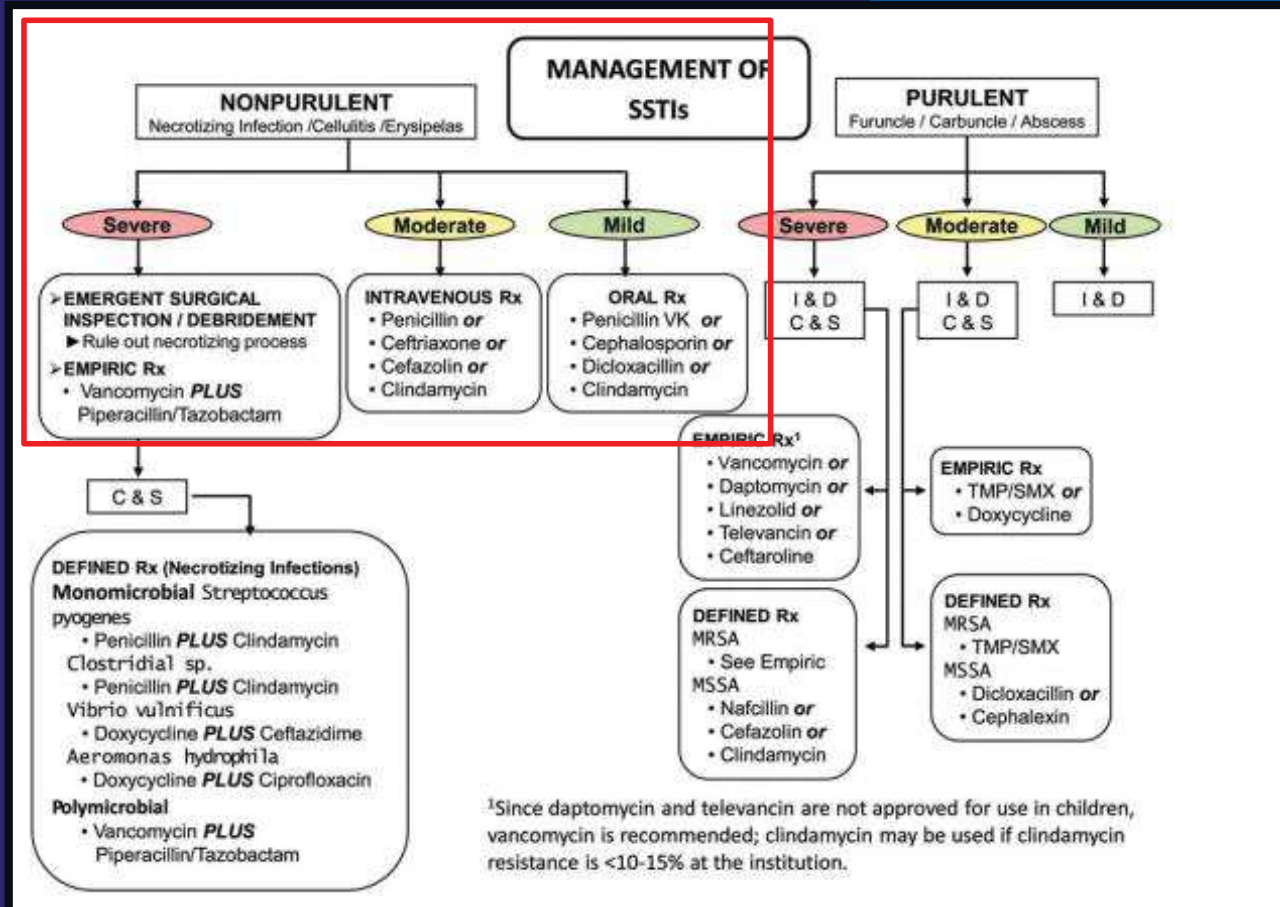 MANAGEMENT OF
SSTIs
NONPURULENT
Necrotizing Infection /Cellulitis /Erysipelas
Severe
Moderate
Mild
➢EMERGENT SURGICAL
INSPECTION / DEBRIDEMENT
►Rule out necrotizing process
➢EMPIRIC Rx
• Vancomycin PLUS
Piperacillin/Tazobactam
INTRAVENOUS Rx
• Penicillin or
• Ceftriaxone or
• Cefazolin or
• Clindamycin
ORAL Rx
• Penicillin VK or
• Cephalosporin or
• Dicloxacillin or
• Clindamycin
C & S
DEFINED Rx (Necrotizing Infections)
Monomicrobial Streptococcus
pyogenes
• Penicillin PLUS Clindamycin
Clostridial sp.
• Penicillin PLUS Clindamycin
Vibrio vulnificus
• Doxycycline PLUS Ceftazidime
Aeromonas hydrophila
• Doxycycline PLUS Ciprofloxacin
Polymicrobial
• Vancomycin PLUS
Piperacillin/Tazobactam
PURULENT
Furuncle / Carbuncle / Abscess
Severe
Moderate
Mild
I & D
C & S
I & D
C & S
I & D
EMPIRIC Rx¹
• Vancomycin or
• Daptomycin or
• Linezolid or
• Televancin or
• Ceftaroline
EMPIRIC Rx
• TMP/SMX or
• Doxycycline
DEFINED Rx
MRSA
• See Empiric
MSSA
• Nafcillin or
• Cefazolin or
• Clindamycin
DEFINED Rx
MRSA
• TMP/SMX
MSSA
• Dicloxacillin or
• Cephalexin
¹Since daptomycin and televancin are not approved for use in children,
vancomycin is recommended; clindamycin may be used if clindamycin
resistance is <10-15% at the institution.